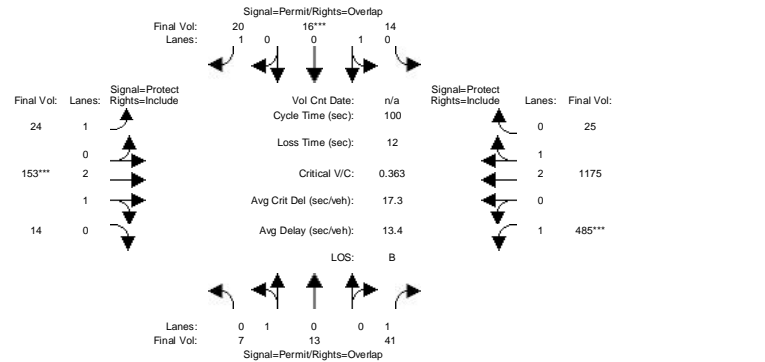 Signal=Permit/Rights=Overlap
Final Vol: 20 16*** 14
Lanes: 1 0 0 1 0
Signal=Protect Signal=Protect
Final Vol: Lanes: Rights=Include Vol Cnt Date: n/a Rights=Include Lanes: Final Vol:
Cycle Time (sec): 100
24 1 0 25
Loss Time (sec): 12
0 1
153*** 2 Critical V/C: 0.363 2 1175
1 Avg Crit Del (sec/veh): 17.3 0
14 0 Avg Delay (sec/veh): 13.4 1 485***
LOS: B
Lanes: 0 1 0 0 1
Final Vol: 7 13 41
Signal=Permit/Rights=Overlap